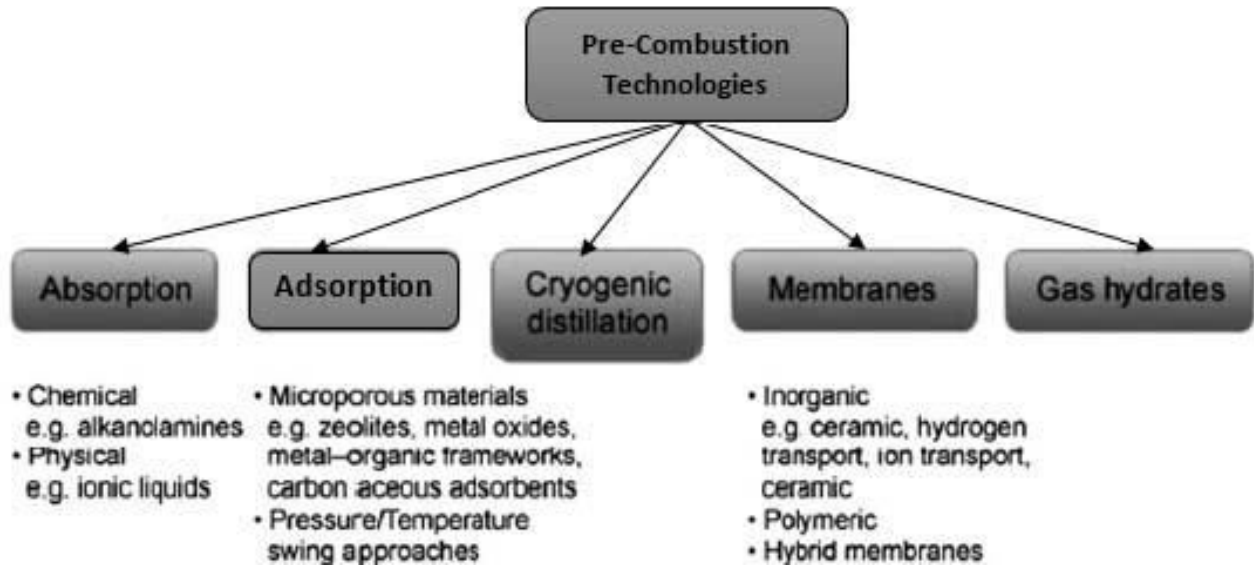 Pre-Combustion
Technologies
Absorption
Adsorption
Cryogenic
distillation
Membranes
Gas hydrates
• Chemical
e.g. alkanolamines
• Physical
e.g. ionic liquids
• Microporous materials
e.g. zeolites, metal oxides,
metal–organic frameworks,
carbon aceous adsorbents
• Pressure/Temperature
swing approaches
• Inorganic
e.g. ceramic, hydrogen
transport, ion transport,
ceramic
• Polymeric
• Hybrid membranes